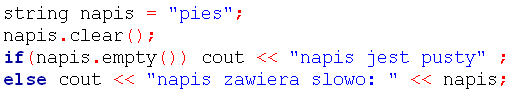 string napis = "pies";
napis.clear();
if(napis.empty()) cout << "napis jest pusty" ;
else cout << "napis zawiera slowo: " << napis;